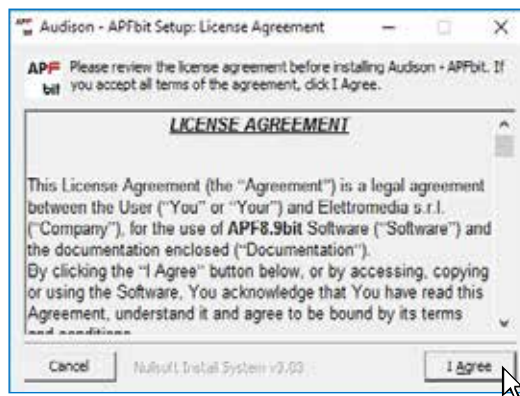 Audison - APFbit Setup: License Agreement
APF
bit
Please review the license agreement before installing Audison - APFbit. If
you accept all terms of the agreement, click I Agree.
LICENSE AGREEMENT
This License Agreement (the “Agreement”) is a legal agreement
between the User (“You” or “Your”) and Elettromedia s.r.l.
(“Company”), for the use of APF8.9bit Software (“Software”) and
the documentation enclosed (“Documentation”).
By clicking the “I Agree” button below, or by accessing, copying
or using the Software, You acknowledge that You have read this
Agreement, understand it and agree to be bound by its terms
and conditions
Cancel
Nullsoft Install System v3.03
I Agree